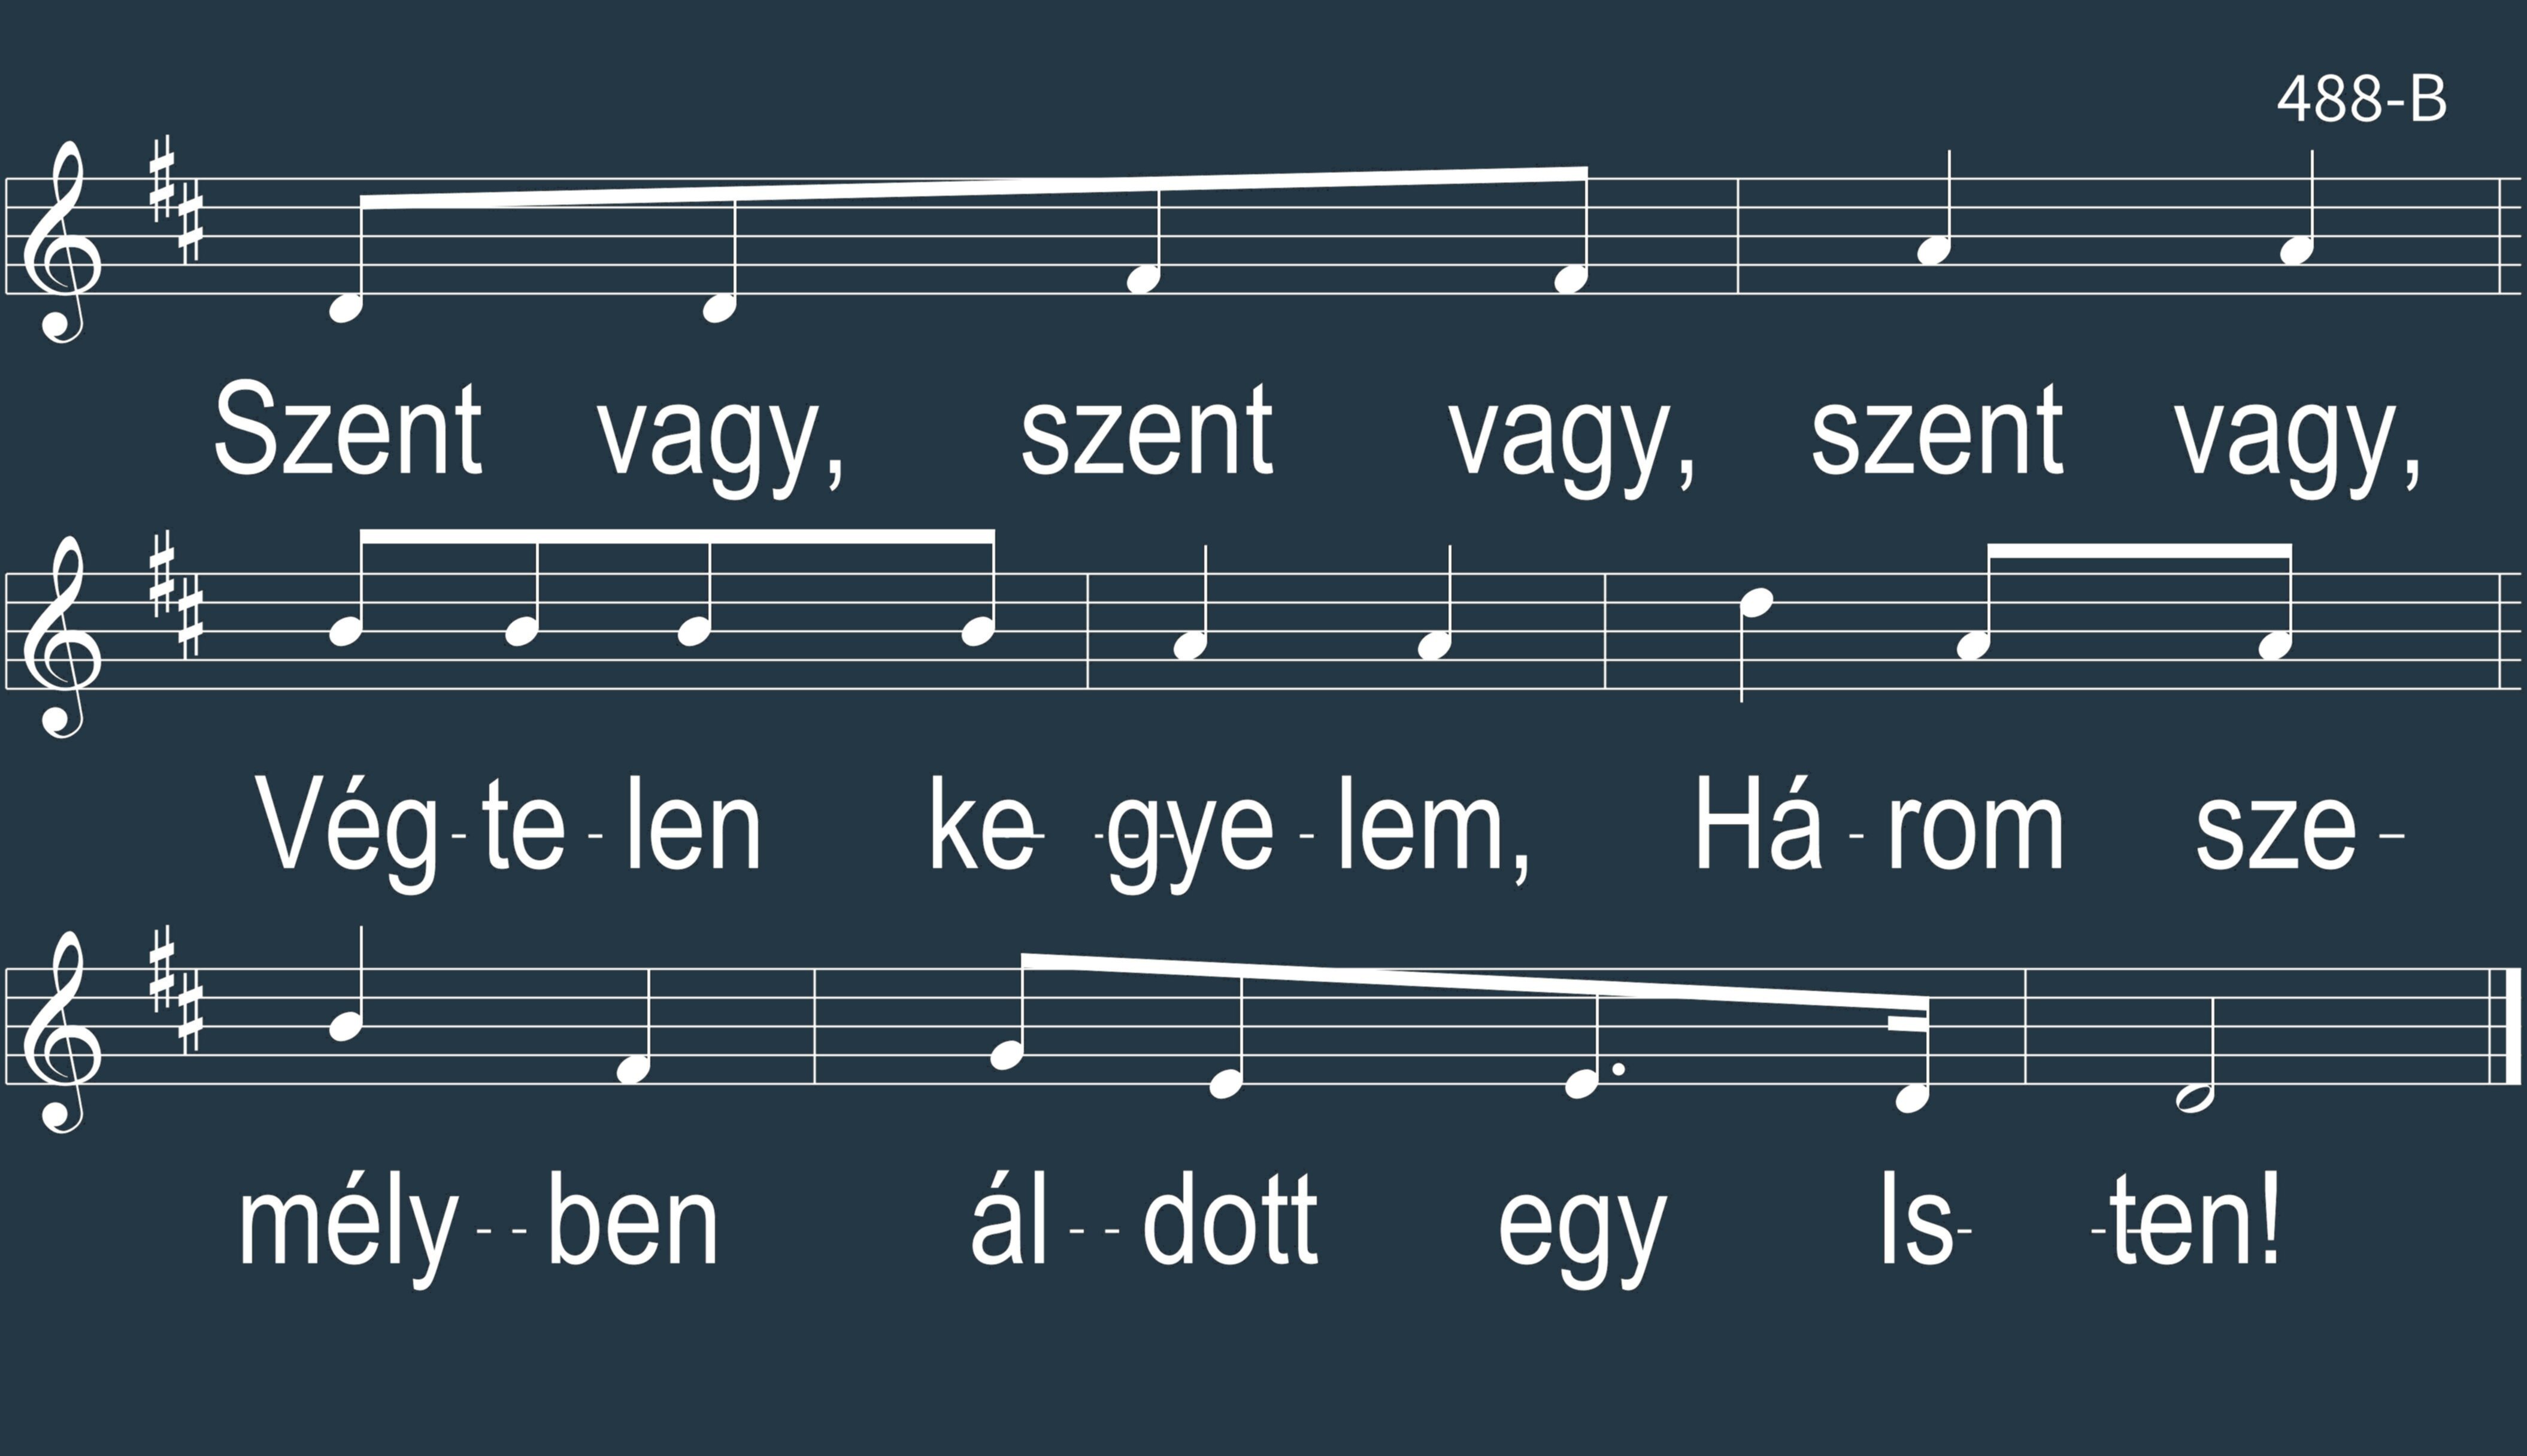 488-B
Szent vagy, szent vagy, szent vagy,
Vég-te-len ke--gye-lem, Há-rom sze-
mély--ben ál--dott egy Is--ten!